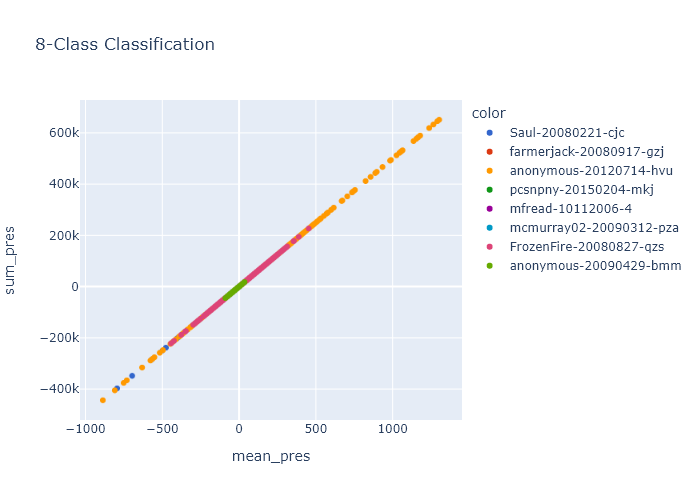 8-Class Classification
color
Saul-20080221-cjc
farmerjack-20080917-gzj
anonymous-20120714-hvu
pcsnpny-20150204-mkj
mfread-10112006-4
mcmurray02-20090312-pza
FrozenFire-20080827-qzs
anonymous-20090429-bmm
sum_pres
600k
400k
200k
0
−200k
−400k
−1000
−500
0
500
1000
mean_pres